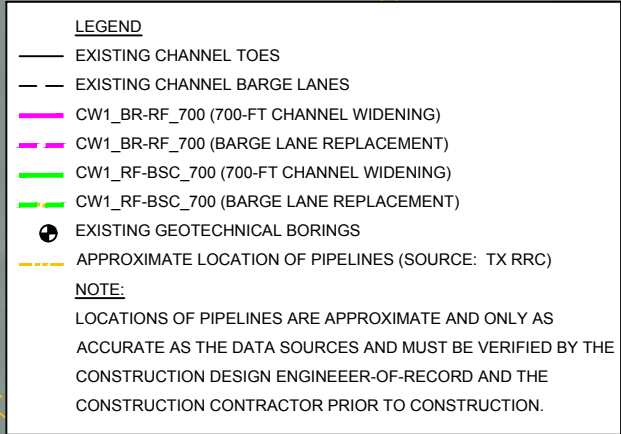 LEGEND
EXISTING CHANNEL TOES
EXISTING CHANNEL BARGE LANES
CW1_BR-RF_700 (700-FT CHANNEL WIDENING)
CW1_BR-RF_700 (BARGE LANE REPLACEMENT)
CW1_RF-BSC_700 (700-FT CHANNEL WIDENING)
CW1_RF-BSC_700 (BARGE LANE REPLACEMENT)
EXISTING GEOTECHNICAL BORINGS
APPROXIMATE LOCATION OF PIPELINES (SOURCE: TX RRC)
NOTE:
LOCATIONS OF PIPELINES ARE APPROXIMATE AND ONLY AS
ACCURATE AS THE DATA SOURCES AND MUST BE VERIFIED BY THE
CONSTRUCTION DESIGN ENGINEEER-OF-RECORD AND THE
CONSTRUCTION CONTRACTOR PRIOR TO CONSTRUCTION.